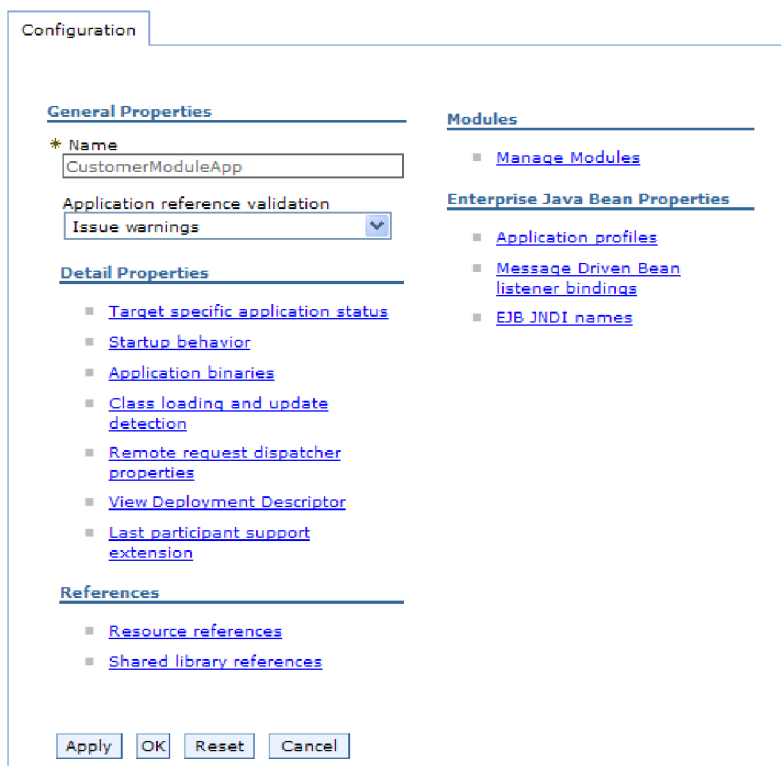 Configuration
General Properties
* Name
CustomerModuleApp
Application reference validation
Issue warnings
Detail Properties
Target specific application status
Startup behavior
Application binaries
Class loading and update
detection
Remote request dispatcher
properties
View Deployment Descriptor
Last participant support
extension
References
Resource references
Shared library references
Modules
Manage Modules
Enterprise Java Bean Properties
Application profiles
Message Driven Bean
listener bindings
EJB JNDI names
Apply OK Reset Cancel